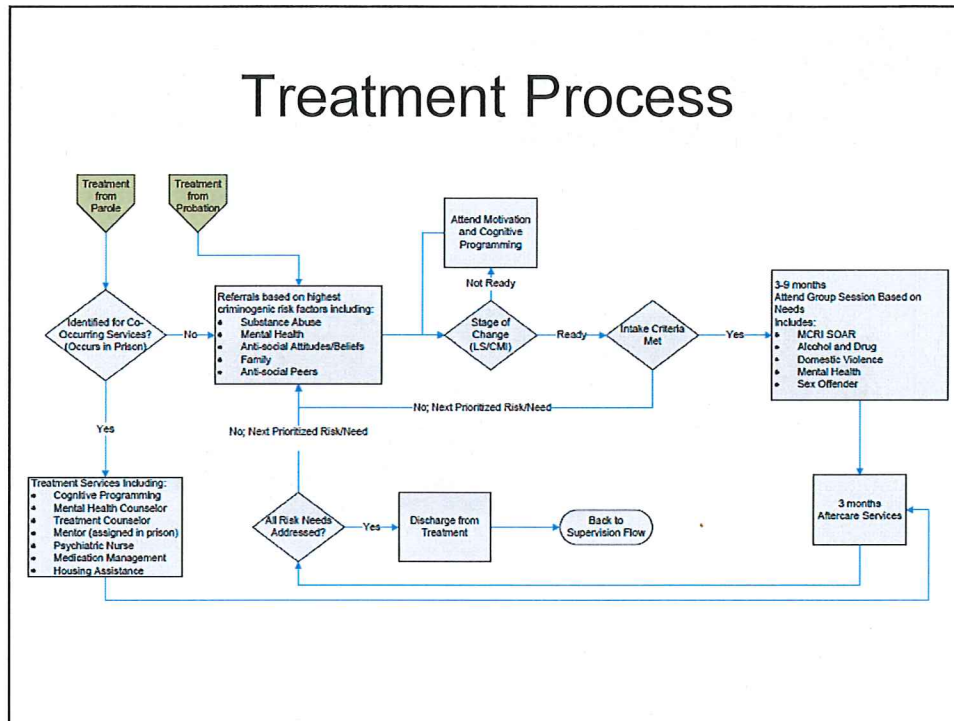 Treatment Process
Treatment
from
Parole
Treatment
from
Probation
Attend Motivation
and Cognitive
Programming
Not Ready
Identified for Co-
Occurring Services?
(Occurs in Prison)
No
Referrals based on highest
criminogenic risk factors including:
• Substance Abuse
• Mental Health
• Anti-social Attitudes/Beliefs
• Family
• Anti-social Peers
Stage of
Change
(LS/CMI)
Ready
Intake Criteria
Met
Yes
3-9 months
Attend Group Session Based on
Needs
Includes:
• MCRI SOAR
• Alcohol and Drug
• Domestic Violence
• Mental Health
• Sex Offender
No; Next Prioritized Risk/Need
No; Next Prioritized Risk/Need
Yes
Treatment Services Including:
• Cognitive Programming
• Mental Health Counselor
• Treatment Counselor
• Mentor (assigned in prison)
• Psychiatric Nurse
• Medication Management
• Housing Assistance
All Risk Needs
Addressed?
Yes
Discharge from
Treatment
Back to
Supervision Flow
3 months
Aftercare Services